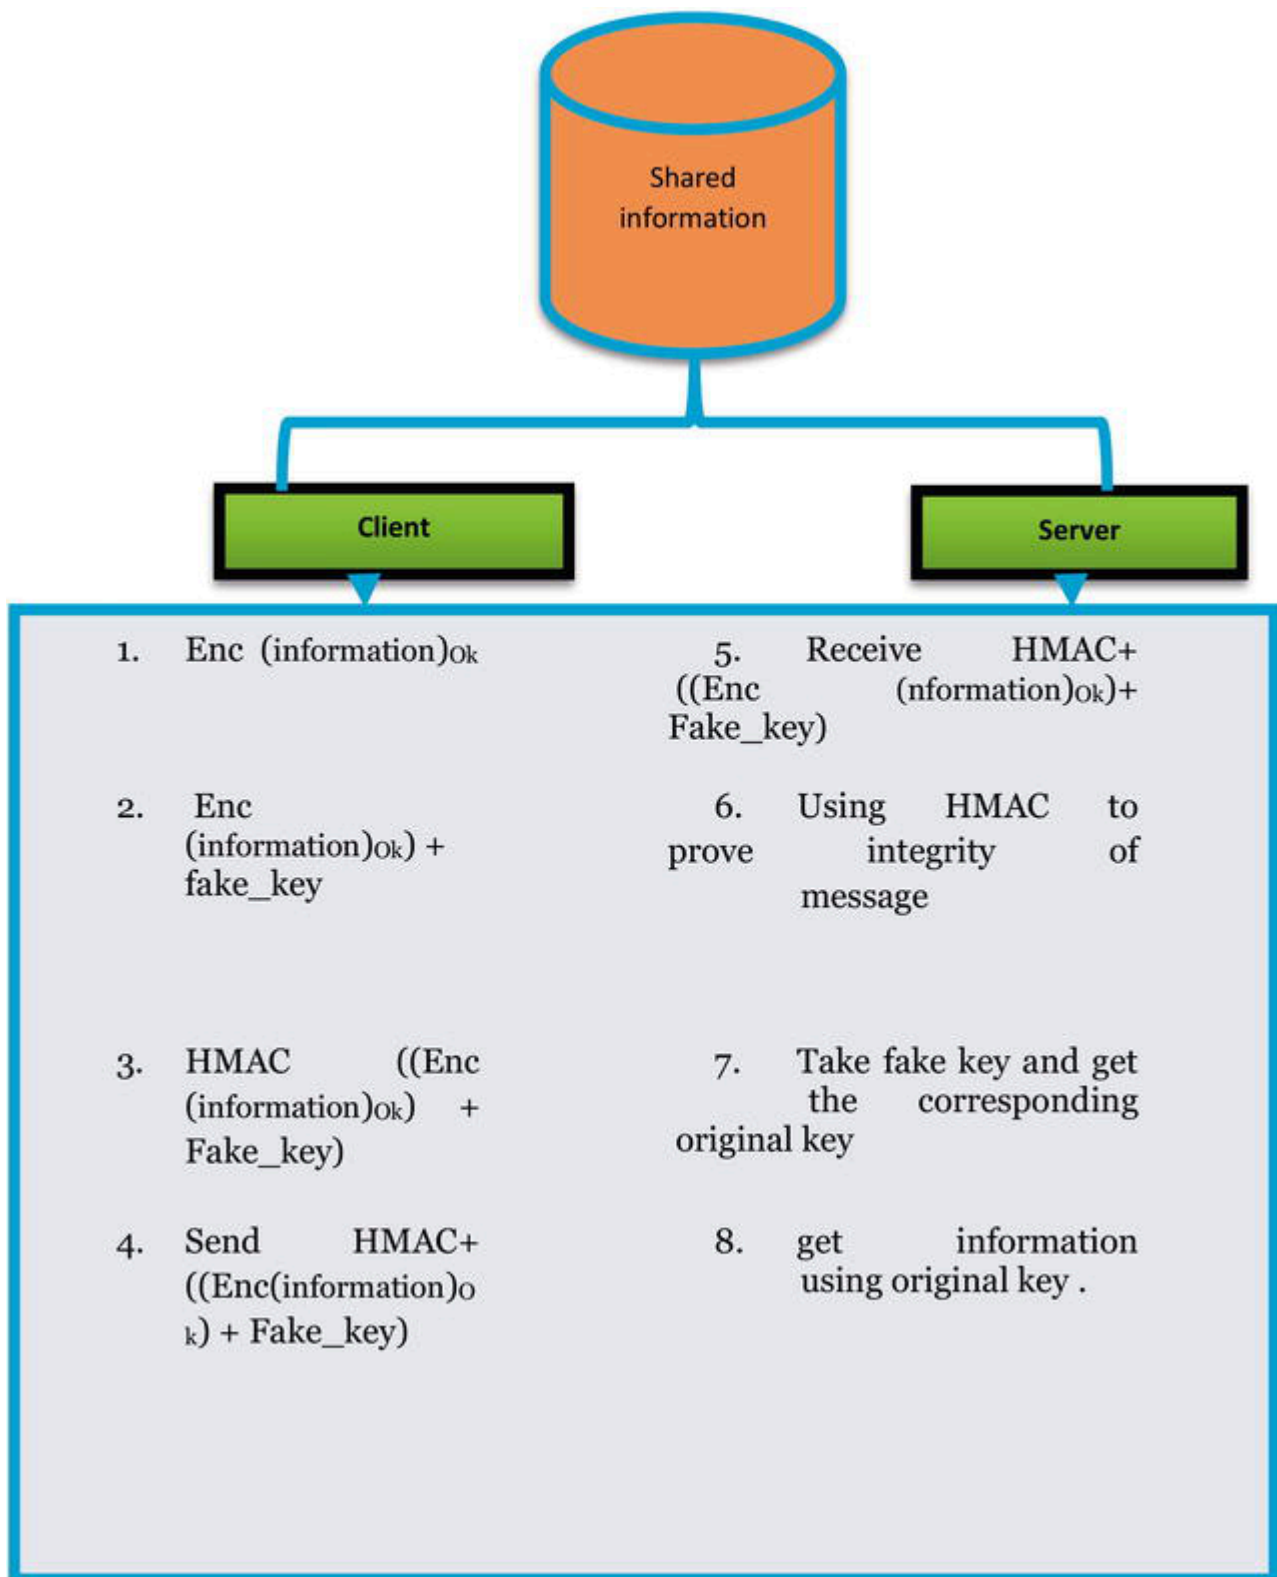 Shared
information
Client
Server
1. Enc (information)Ok
2. Enc
(information)Ok) +
fake_key
3. HMAC ((Enc
(information)Ok) +
Fake_key)
4. Send HMAC+
((Enc(information)O
k) + Fake_key)
5. Receive HMAC+
((Enc (nformation)Ok)+
Fake_key)
6. Using HMAC to
prove integrity of
message
7. Take fake key and get
the corresponding
original key
8. get information
using original key .